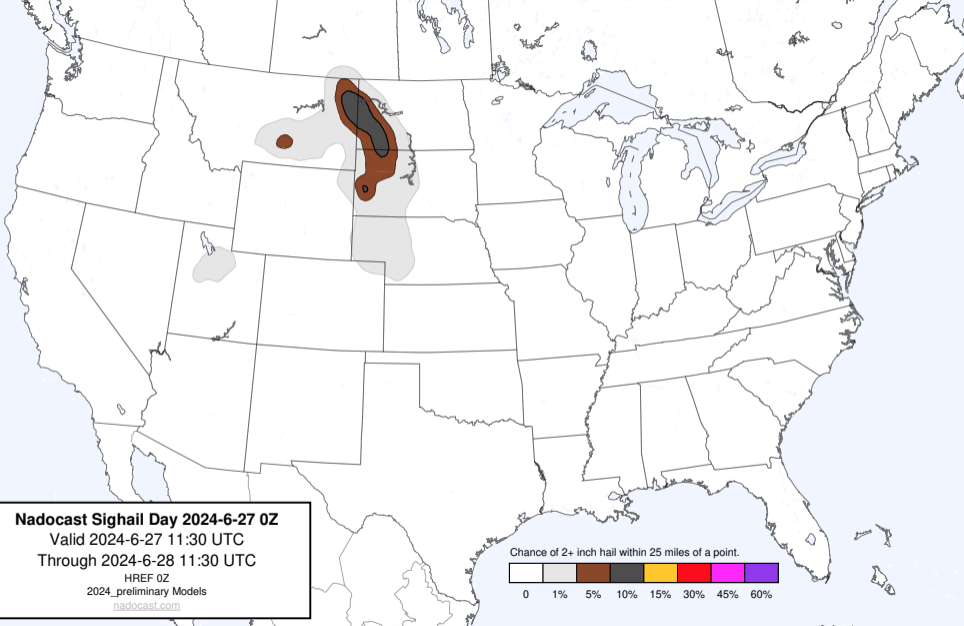 Nadocast Sighail Day 2024-6-27 0Z
Valid 2024-6-27 11:30 UTC
Through 2024-6-28 11:30 UTC
HREF 0Z
2024_preliminary Models
nadocast.com
Chance of 2+ inch hail within 25 miles of a point.
0 1% 5% 10% 15% 30% 45% 60%